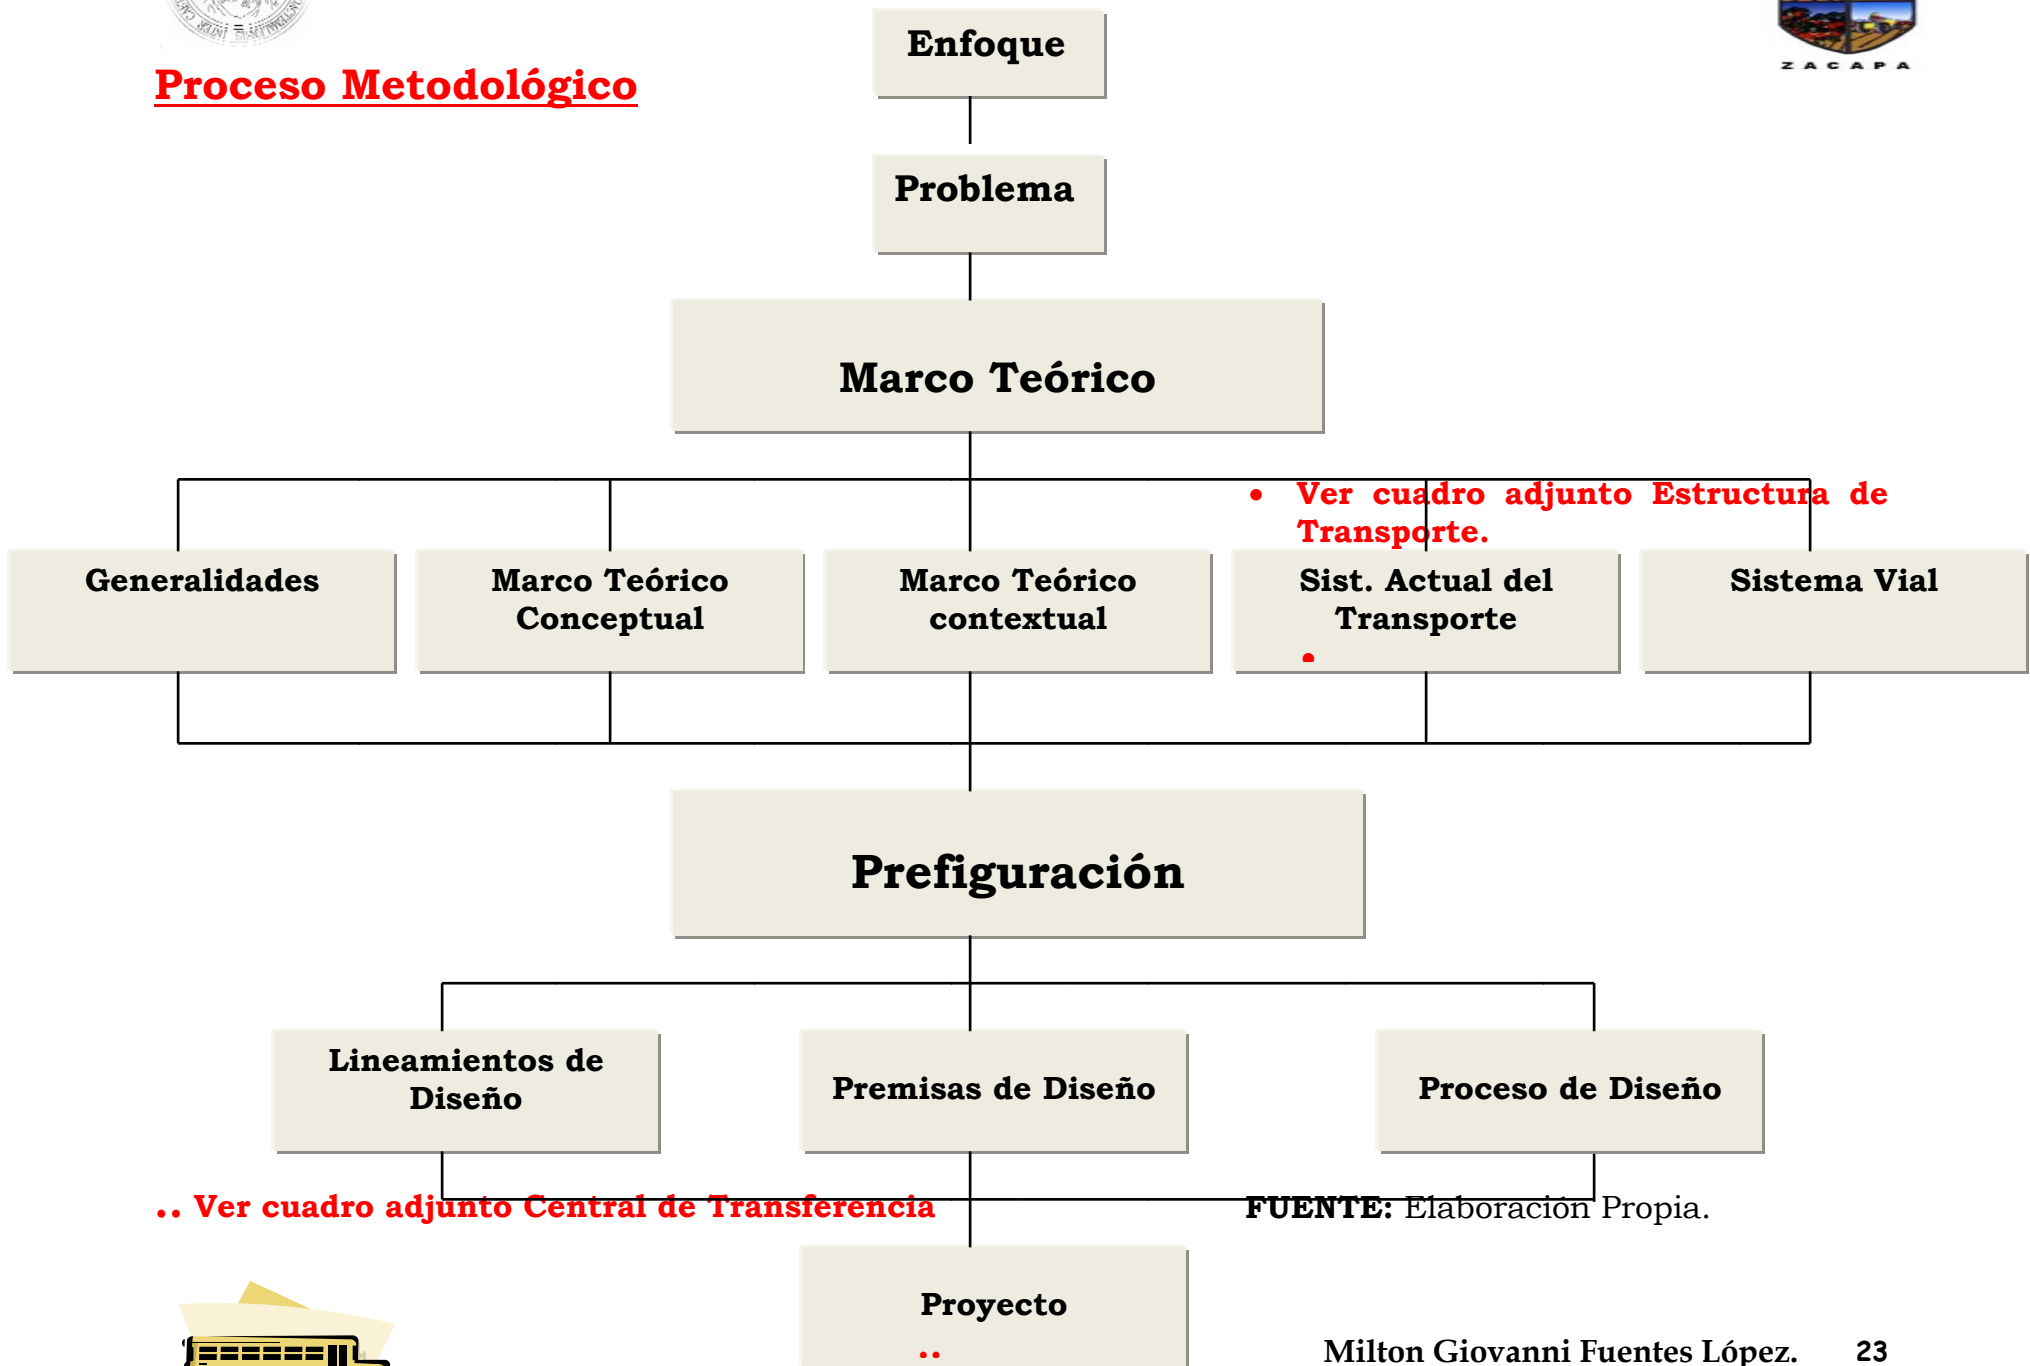 Enfoque
ZACAPA
Proceso Metodológico
Problema
Marco Teórico
• Ver cuadro adjunto Estructura de
Transporte.
Generalidades
Marco Teórico
Conceptual
Marco Teórico
contextual
Sist. Actual del
Transporte
•
Sistema Vial
Prefiguración
Lineamientos de
Diseño
Premisas de Diseño
Proceso de Diseño
.. Ver cuadro adjunto Central de Transferencia
FUENTE: Elaboración Propia.
Proyecto
..
Milton Giovanni Fuentes López. 23